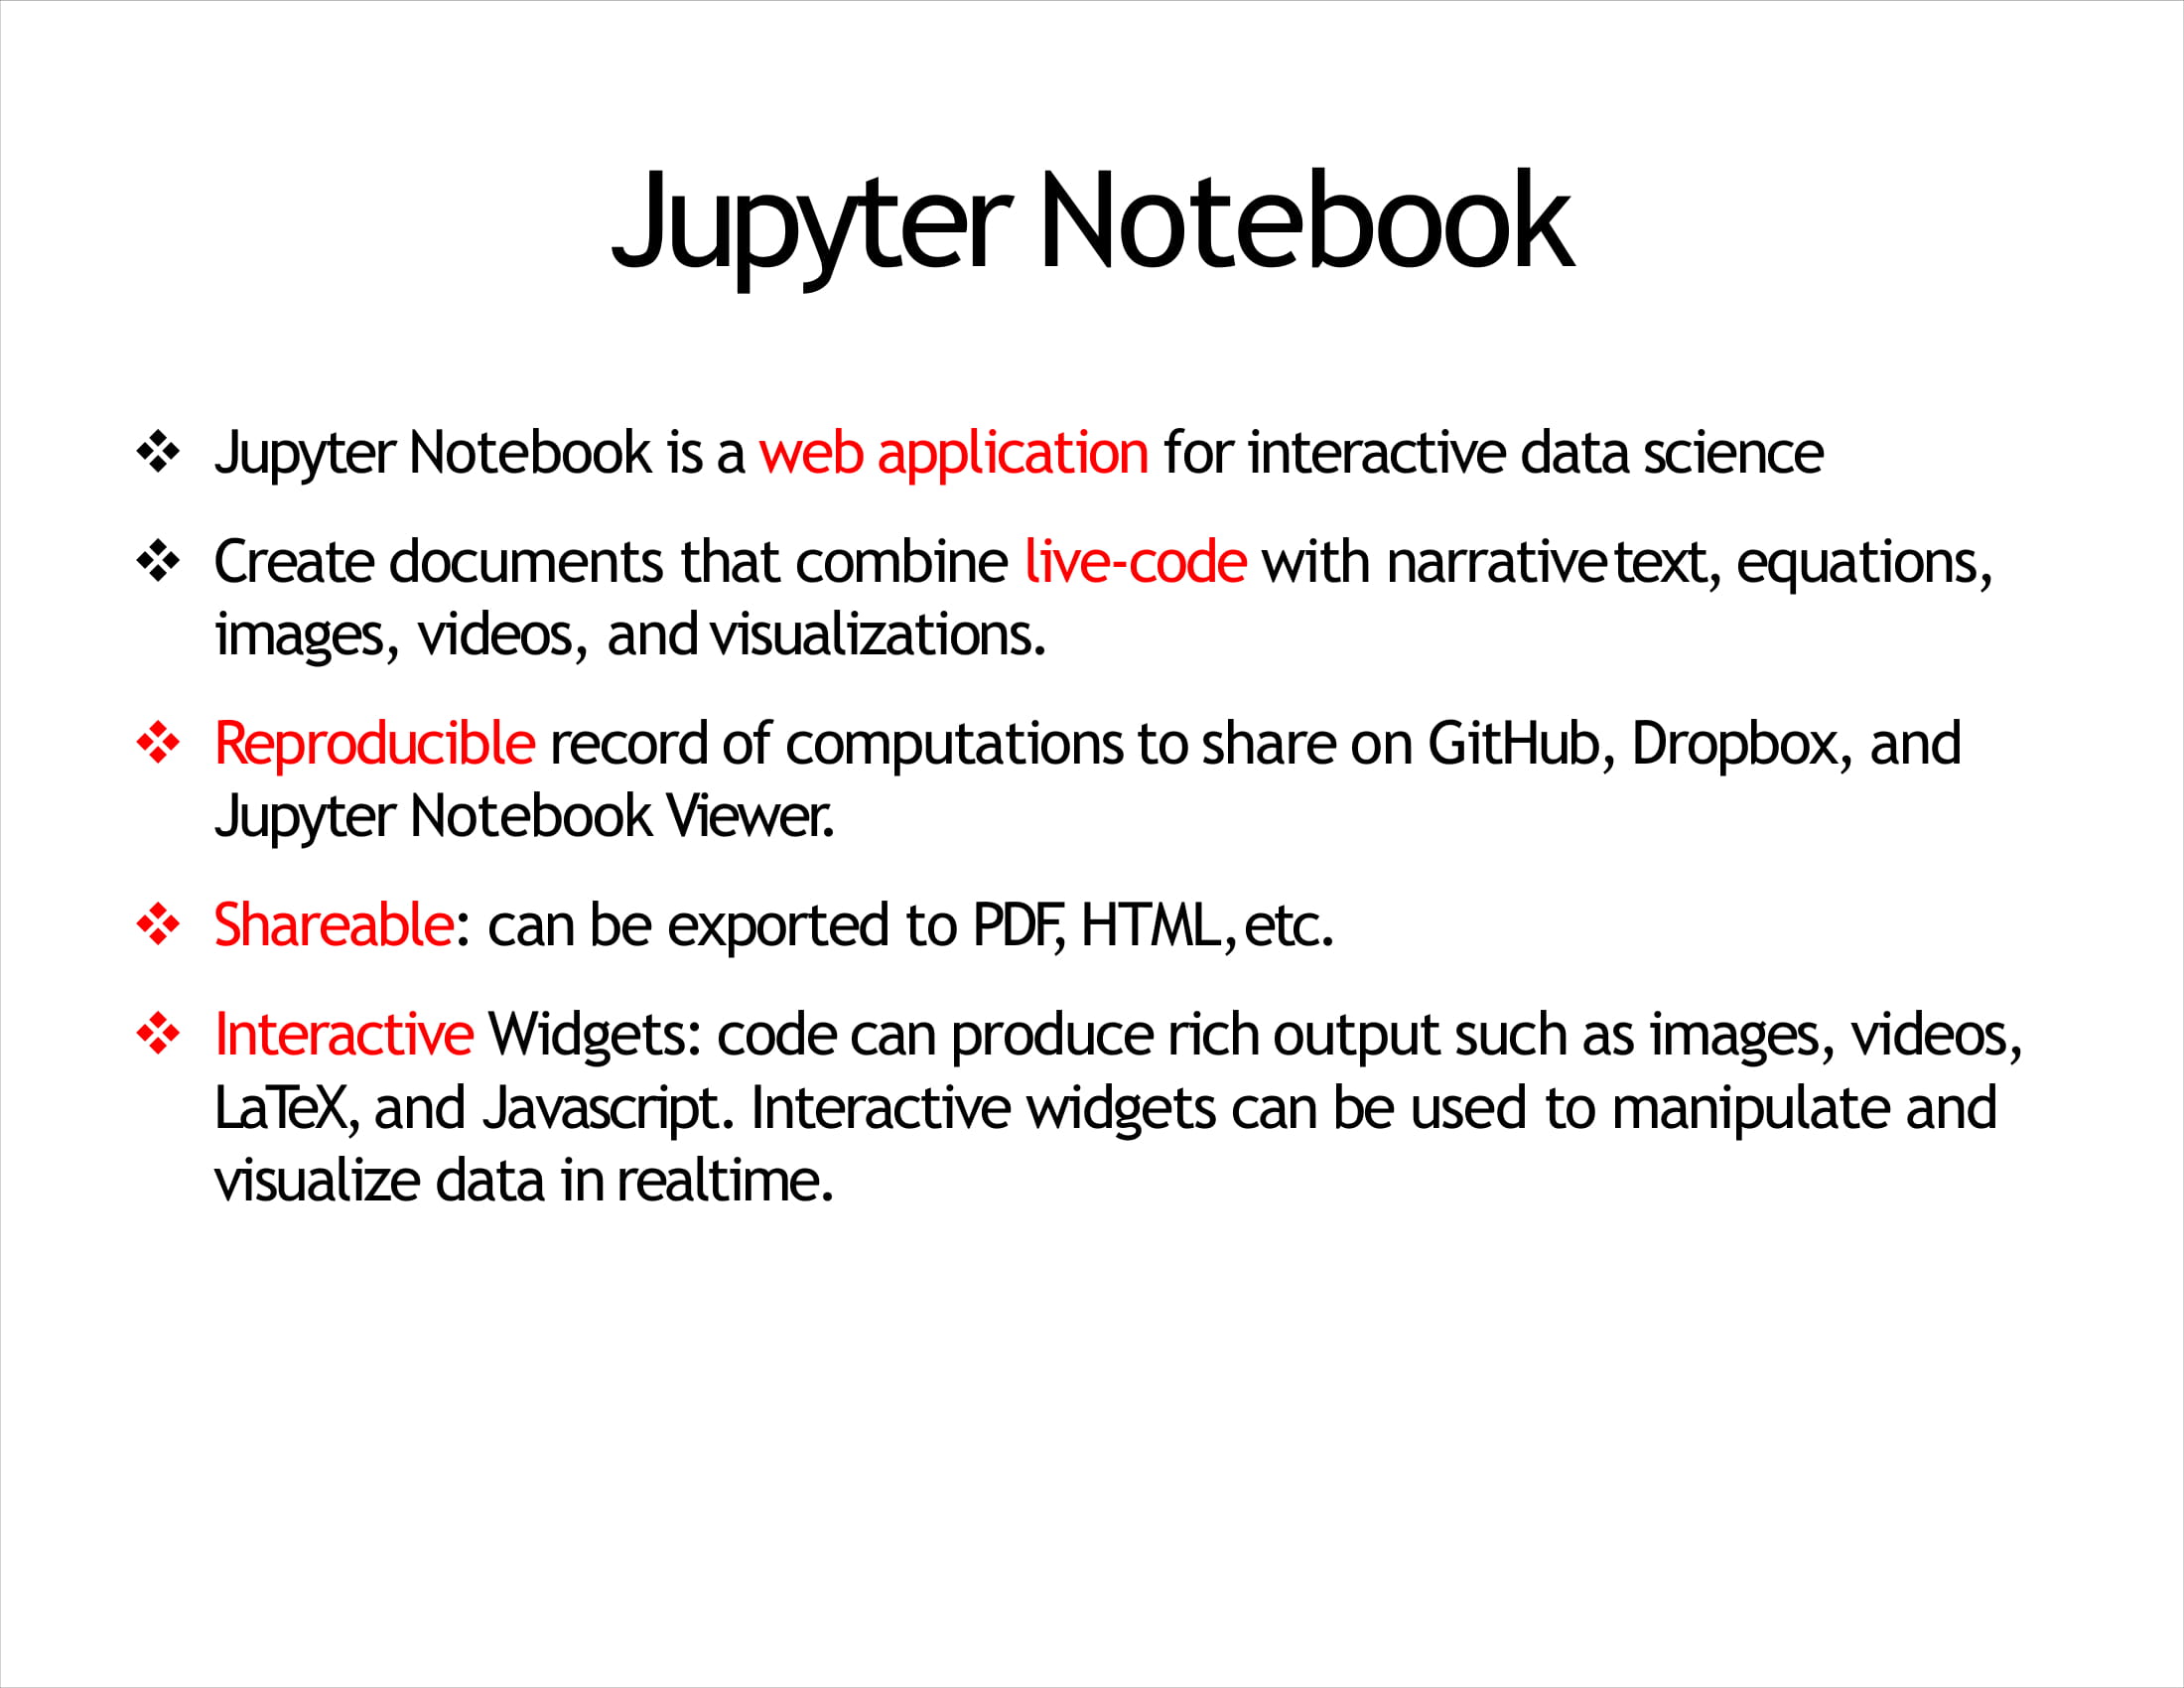 Jupyter Notebook
❖ Jupyter Notebook is a web application for interactive data science
❖ Create documents that combine live-code with narrative text, equations,
images, videos, and visualizations.
❖ Reproducible record of computations to share on GitHub, Dropbox, and
Jupyter Notebook Viewer.
❖ Shareable: can be exported to PDF, HTML, etc.
❖ Interactive Widgets: code can produce rich output such as images, videos,
LaTeX, and Javascript. Interactive widgets can be used to manipulate and
visualize data in realtime.